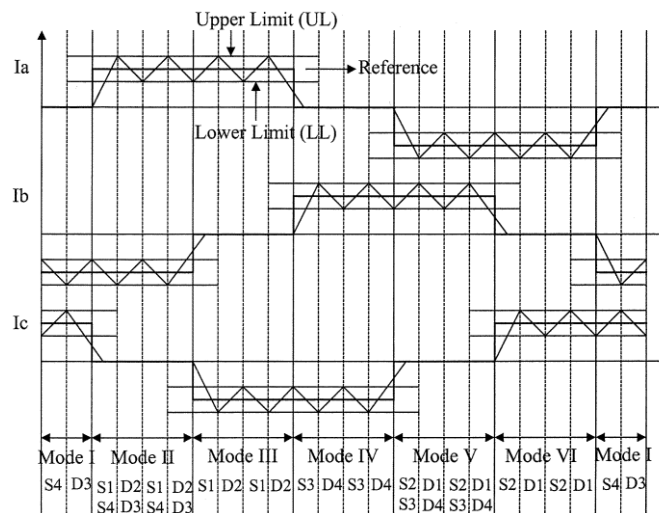 Upper Limit (UL)
Ia
Reference
Lower Limit (LL)
Ib
Ic
Mode I Mode II Mode III Mode IV Mode V Mode VI Mode I
S4 D3 S1 D2 S1 D2 S1 D2 S1 D2 S3 D4 S3 D4 S2 D1 S2 D1 S2 D1 S2 D1 S4 D3
S4 D3 S4 D3 S3 D4 S3 D4